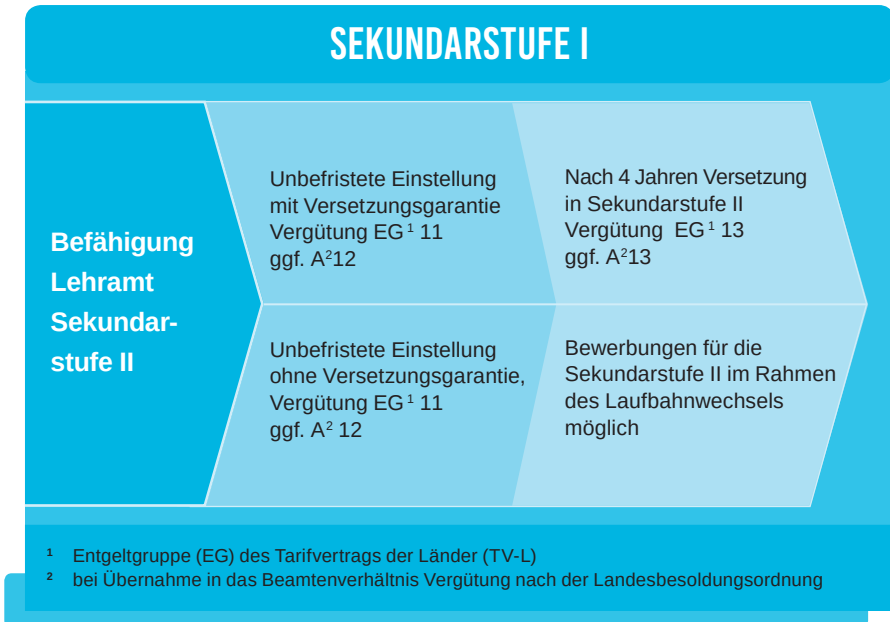 SEKUNDARSTUFE I
Befähigung
Lehramt
Sekundar-
stufe II
Unbefristete Einstellung
mit Versetzungsgarantie
Vergütung EG¹ 11
ggf. A²12
Nach 4 Jahren Versetzung
in Sekundarstufe II
Vergütung EG¹ 13
ggf. A²13
Unbefristete Einstellung
ohne Versetzungsgarantie,
Vergütung EG¹ 11
ggf. A² 12
Bewerbungen für die
Sekundarstufe II im Rahmen
des Laufbahnwechsels
möglich
¹ Entgeltgruppe (EG) des Tarifvertrags der Länder (TV-L)
² bei Übernahme in das Beamtenverhältnis Vergütung nach der Landesbesoldungsordnung